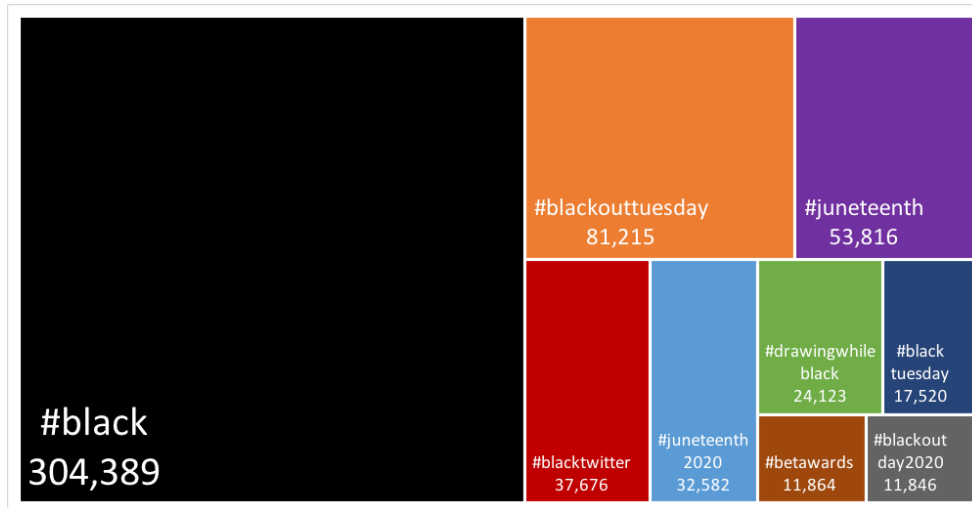 #black
304,389
#blackouttuesday
81,215
#juneteenth
53,816
#blacktwitter
37,676
#juneteenth
2020
32,582
#drawingwhile
black
24,123
#black
tuesday
17,520
#betawards
11,864
#blackout
day2020
11,846